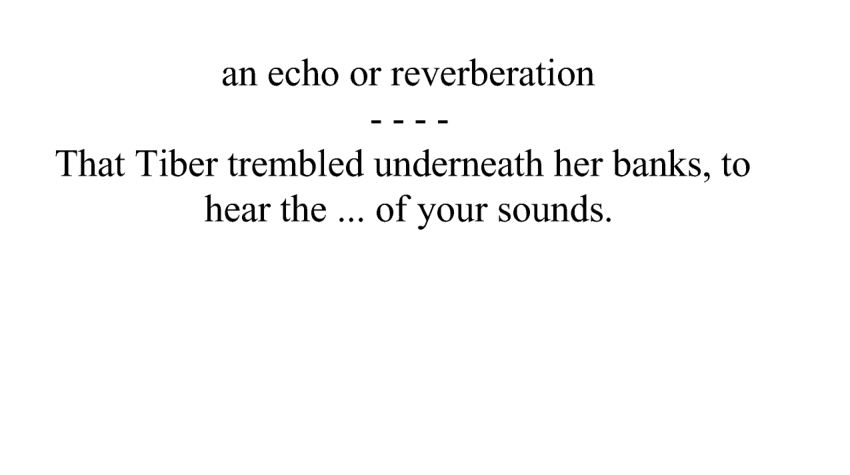 an echo or reverberation
- - - -
That Tiber trembled underneath her banks, to
hear the ... of your sounds.